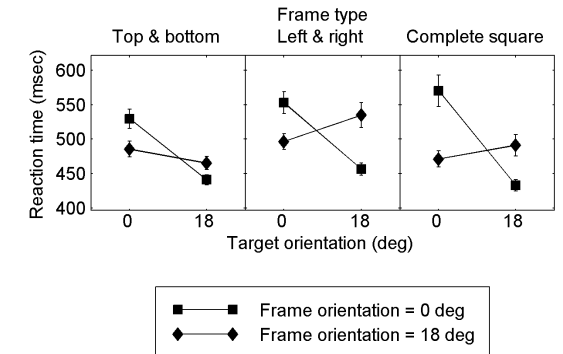 Frame type
Top & bottom Left & right Complete square
Reaction time (msec)
600
550
500
450
400
0 18 0 18 0 18
Target orientation (deg)
Frame orientation = 0 deg
Frame orientation = 18 deg